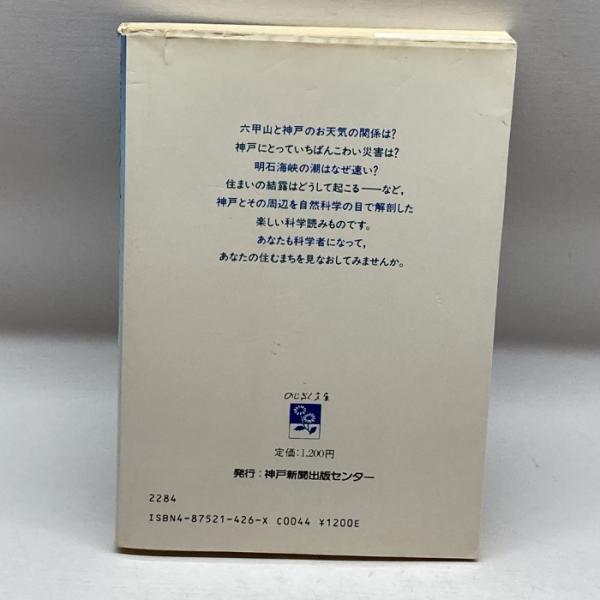 六甲山と神戸のお天気の関係は?
神戸にとっていちばんこわい災害は?
明石海峡の潮はなぜ速い?
住まいの結露はどうして起こる――など,
神戸とその周辺を自然科学の目で解剖した
楽しい科学読みものです。
あなたも科学者になって,
あなたの住むまちを見なおしてみませんか。
のじぎく文庫
定価:1,200円
発行:神戸新聞出版センター
2284
ISBN4-87521-426-X C0044 ¥1200E